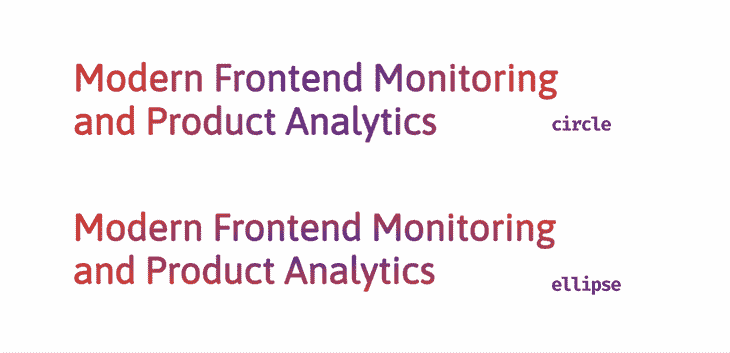 Modern Frontend Monitoring
and Product Analytics
circle
Modern Frontend Monitoring
and Product Analytics
ellipse